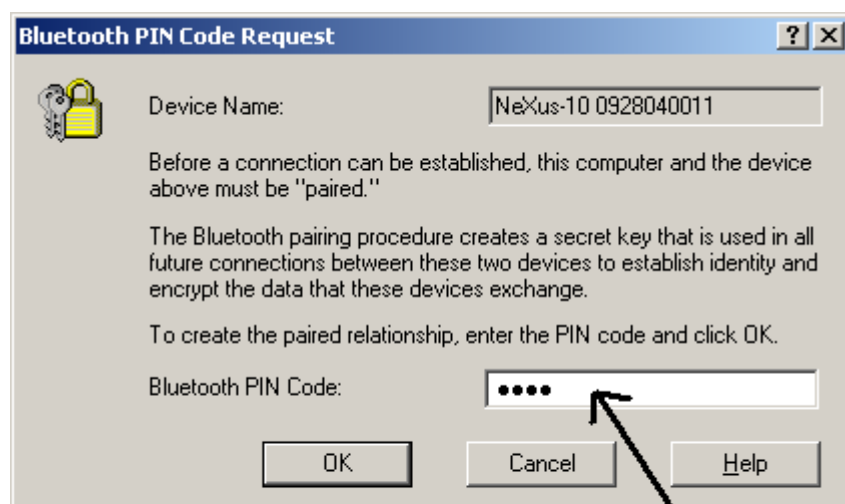 Bluetooth PIN Code Request
Device Name: NeXus-10 0928040011
Before a connection can be established, this computer and the device
above must be "paired."
The Bluetooth pairing procedure creates a secret key that is used in all
future connections between these two devices to establish identity and
encrypt the data that these devices exchange.
To create the paired relationship, enter the PIN code and click OK.
Bluetooth PIN Code: ••••
OK Cancel Help